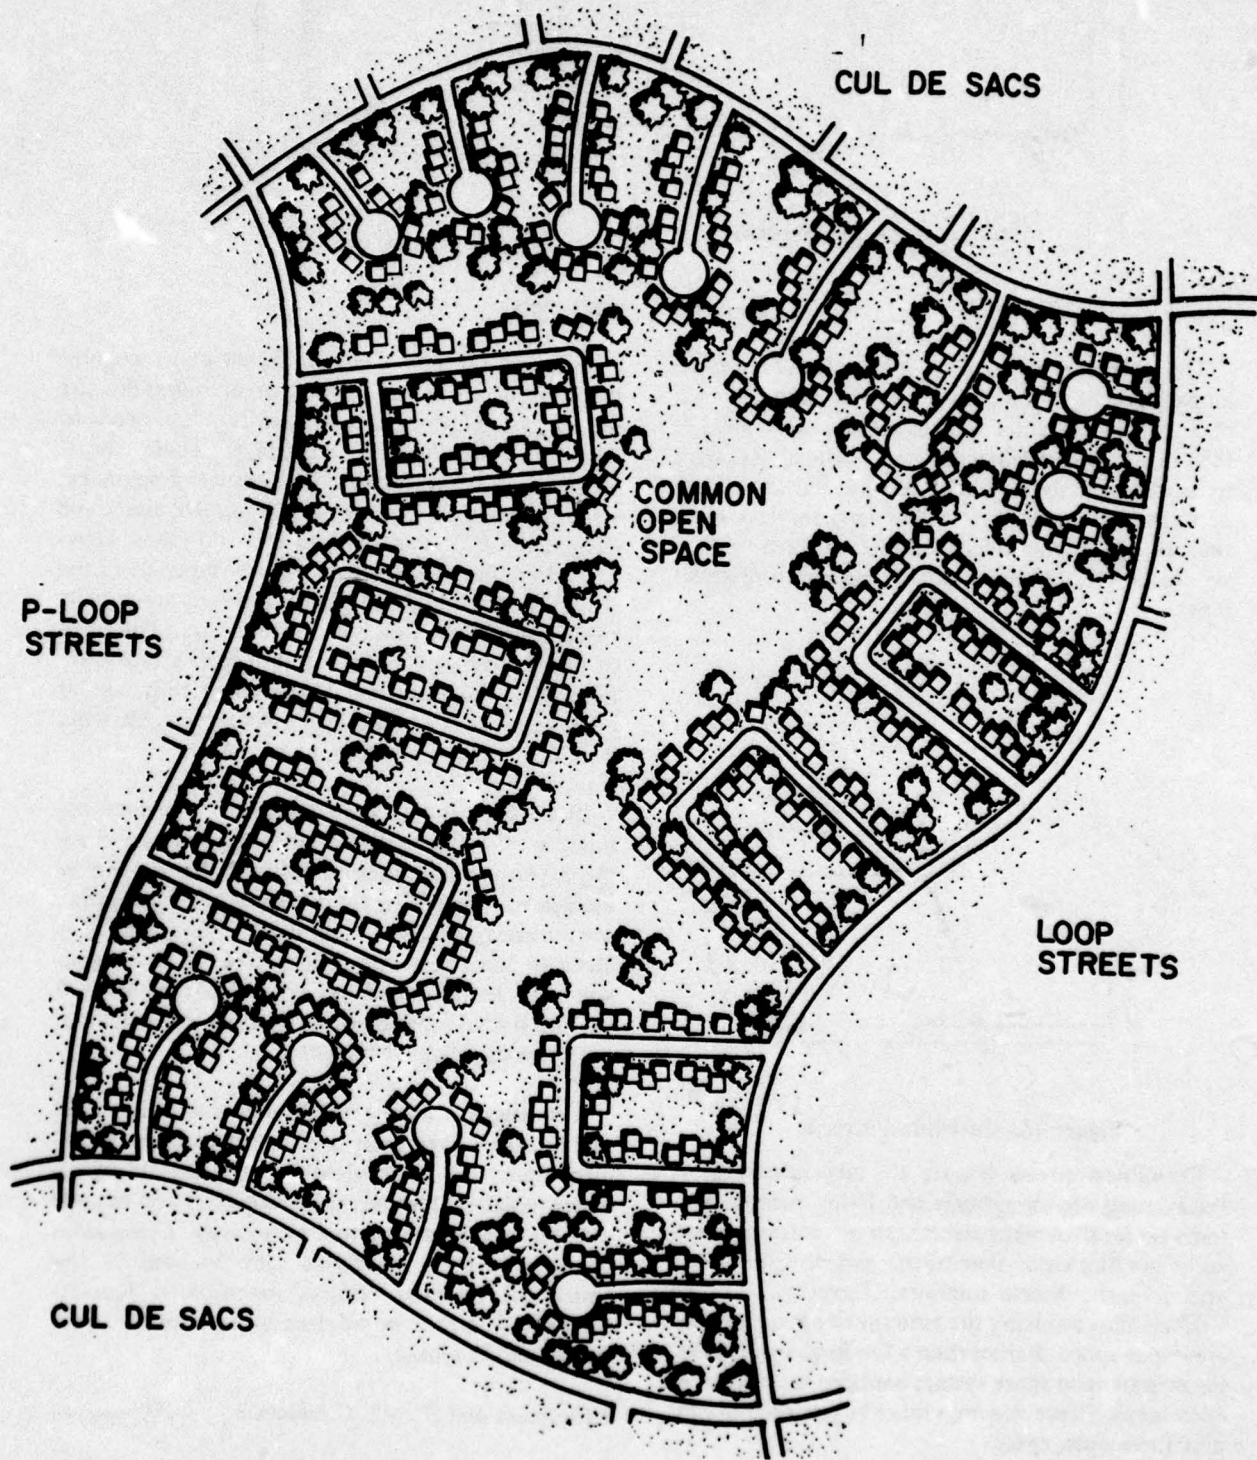 CUL DE SACS
COMMON
OPEN
SPACE
P-LOOP
STREETS
LOOP
STREETS
CUL DE SACS